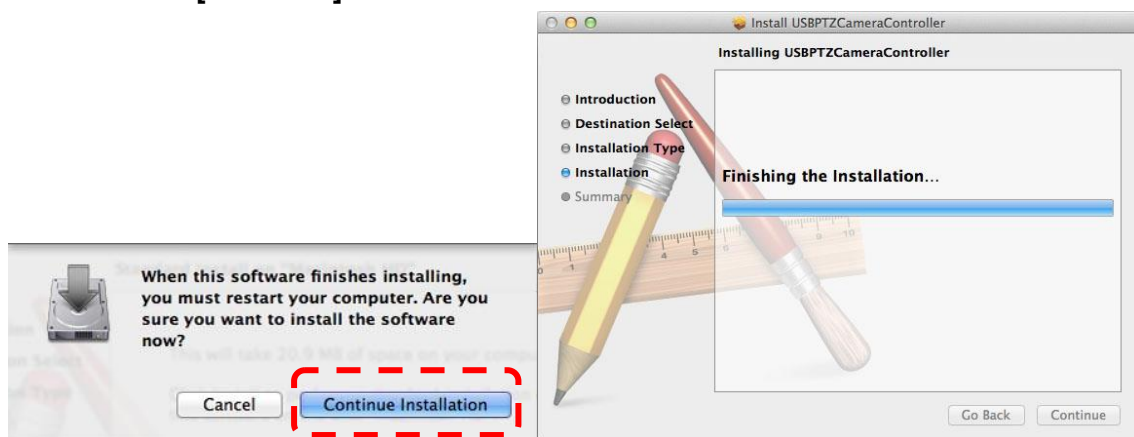 Install USBPTZCameraController
Installing USBPTZCameraController
Introduction
Destination Select
Installation Type
Installation
Summary
Finishing the Installation...
Go Back
Continue
When this software finishes installing,
you must restart your computer. Are you
sure you want to install the software
now?
This will take 20.9 MB of space on your compu
Cancel
Continue Installation